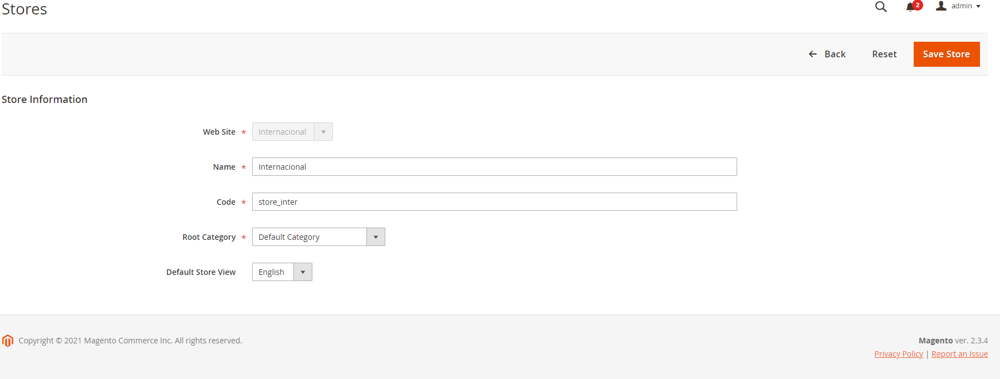 Stores
2
admin
Back
Reset
Save Store
Store Information
Web Site * Internacional
Name * Internacional
Code * store_inter
Root Category * Default Category
Default Store View English
Copyright © 2021 Magento Commerce Inc. All rights reserved.
Magento ver. 2.3.4
Privacy Policy | Report an Issue